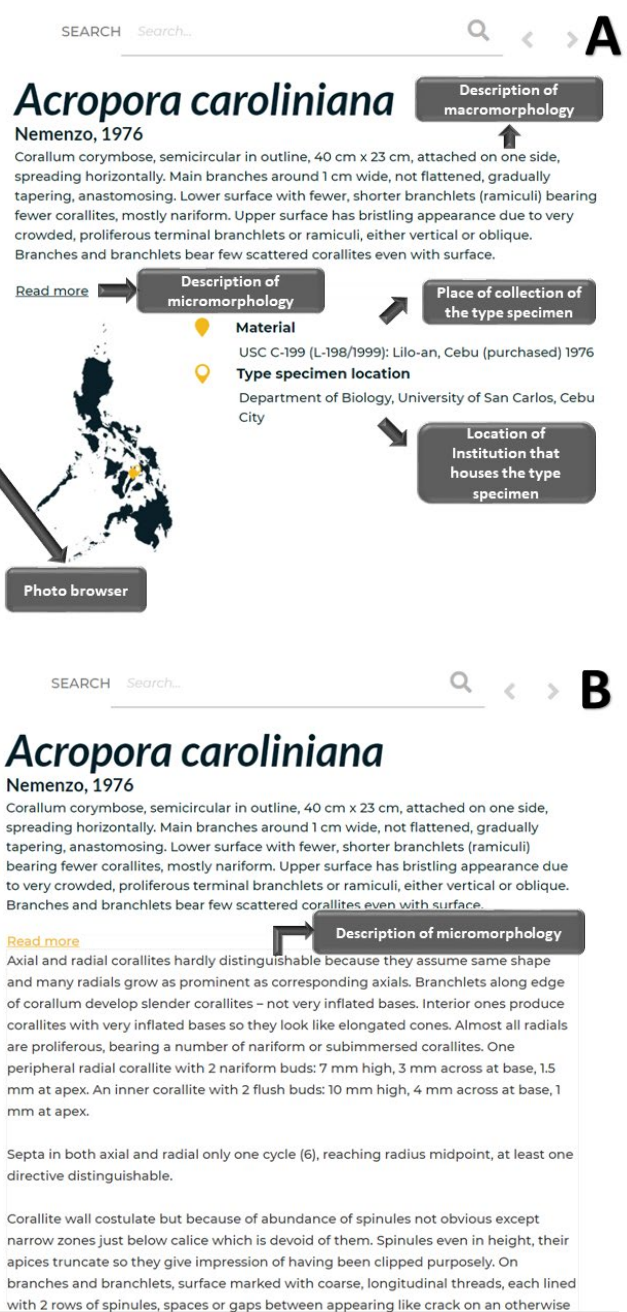 SEARCH Search...
A
Acropora caroliniana
Description of
macromorphology
Nemenzo, 1976
Corallum corymbose, semicircular in outline, 40 cm x 23 cm, attached on one side,
spreading horizontally. Main branches around 1 cm wide, not flattened, gradually
tapering, anastomosing. Lower surface with fewer, shorter branchlets (ramiculi) bearing
fewer corallites, mostly nariform. Upper surface has bristling appearance due to very
crowded, proliferous terminal branchlets or ramiculi, either vertical or oblique.
Branches and branchlets bear few scattered corallites even with surface.
Read more
Description of
micromorphology
Place of collection of
the type specimen
Material
USC C-199 (L-198/1999): Lilo-an, Cebu (purchased) 1976
Type specimen location
Department of Biology, University of San Carlos, Cebu
City
Location of
Institution that
houses the type
specimen
Photo browser
SEARCH Search...
B
Acropora caroliniana
Nemenzo, 1976
Corallum corymbose, semicircular in outline, 40 cm x 23 cm, attached on one side,
spreading horizontally. Main branches around 1 cm wide, not flattened, gradually
tapering, anastomosing. Lower surface with fewer, shorter branchlets (ramiculi)
bearing fewer corallites, mostly nariform. Upper surface has bristling appearance due
to very crowded, proliferous terminal branchlets or ramiculi, either vertical or oblique.
Branches and branchlets bear few scattered corallites even with surface.
Description of micromorphology
Read more
Axial and radial corallites hardly distinguishable because they assume same shape
and many radials grow as prominent as corresponding axials. Branchlets along edge
of corallum develop slender corallites – not very inflated bases. Interior ones produce
corallites with very inflated bases so they look like elongated cones. Almost all radials
are proliferous, bearing a number of nariform or subimmersed corallites. One
peripheral radial corallite with 2 nariform buds: 7 mm high, 3 mm across at base, 1.5
mm at apex. An inner corallite with 2 flush buds: 10 mm high, 4 mm across at base, 1
mm at apex.
Septa in both axial and radial only one cycle (6), reaching radius midpoint, at least one
directive distinguishable.
Corallite wall costulate but because of abundance of spinules not obvious except
narrow zones just below calice which is devoid of them. Spinules even in height, their
apices truncate so they give impression of having been clipped purposely. On
branches and branchlets, surface marked with coarse, longitudinal threads, each lined
with 2 rows of spinules, spaces or gaps between appearing like crack on an otherwise